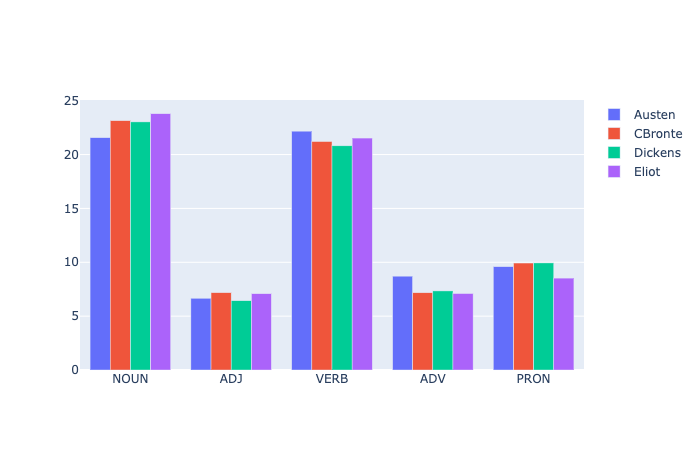 25
20
15
10
5
0
NOUN ADJ VERB ADV PRON
Austen
CBronte
Dickens
Eliot